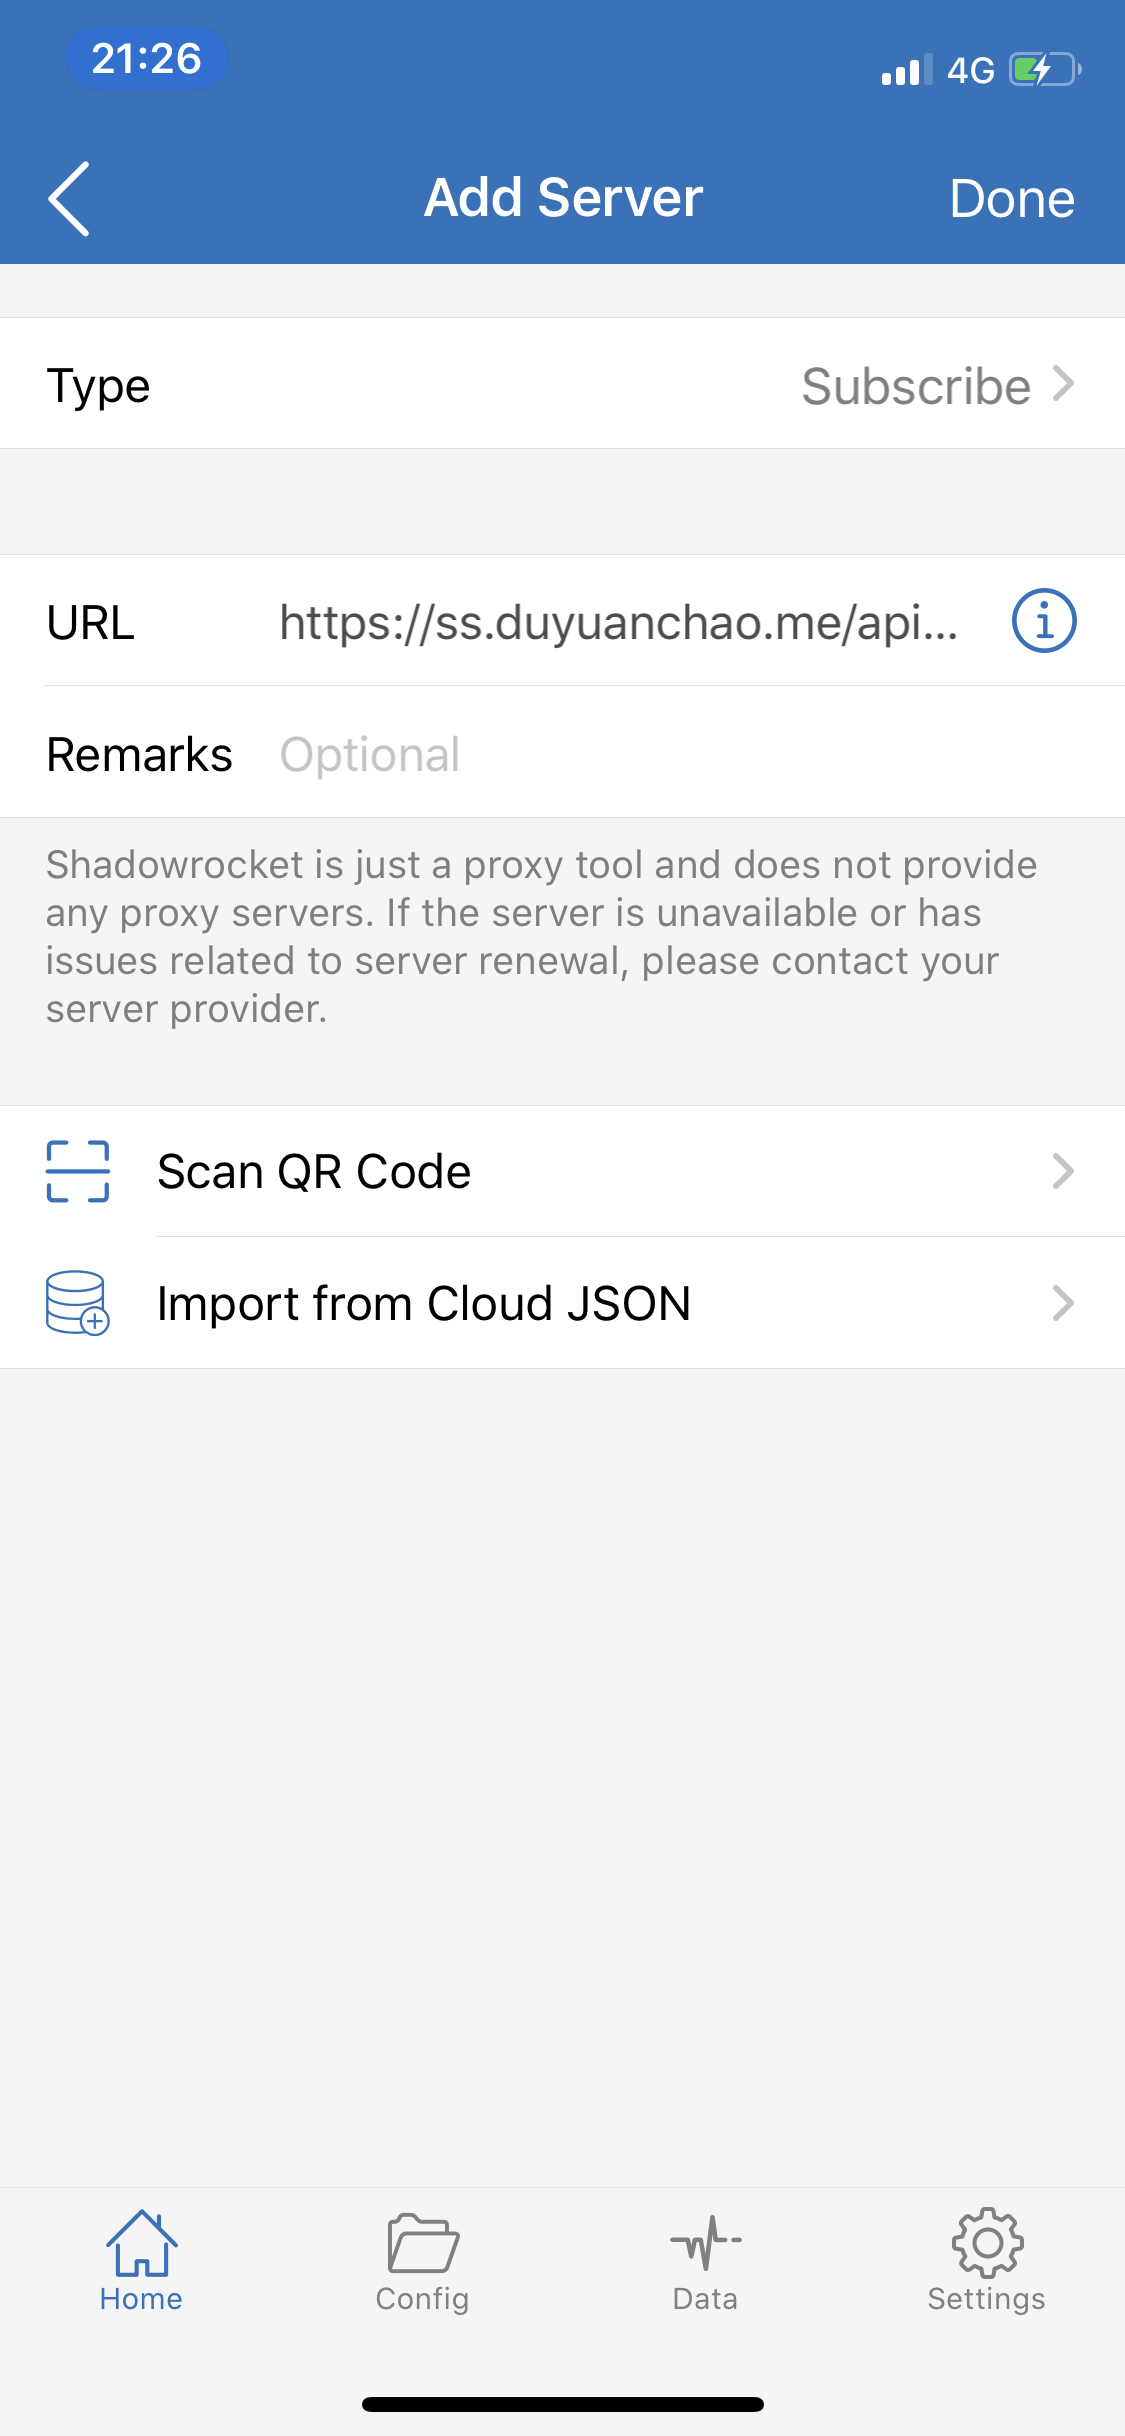 21:26
4G
Add Server
Done
Type
Subscribe
URL
https://ss.duyuanchao.me/api...
Remarks
Optional
Shadowrocket is just a proxy tool and does not provide
any proxy servers. If the server is unavailable or has
issues related to server renewal, please contact your
server provider.
Scan QR Code
Import from Cloud JSON
Home
Config
Data
Settings